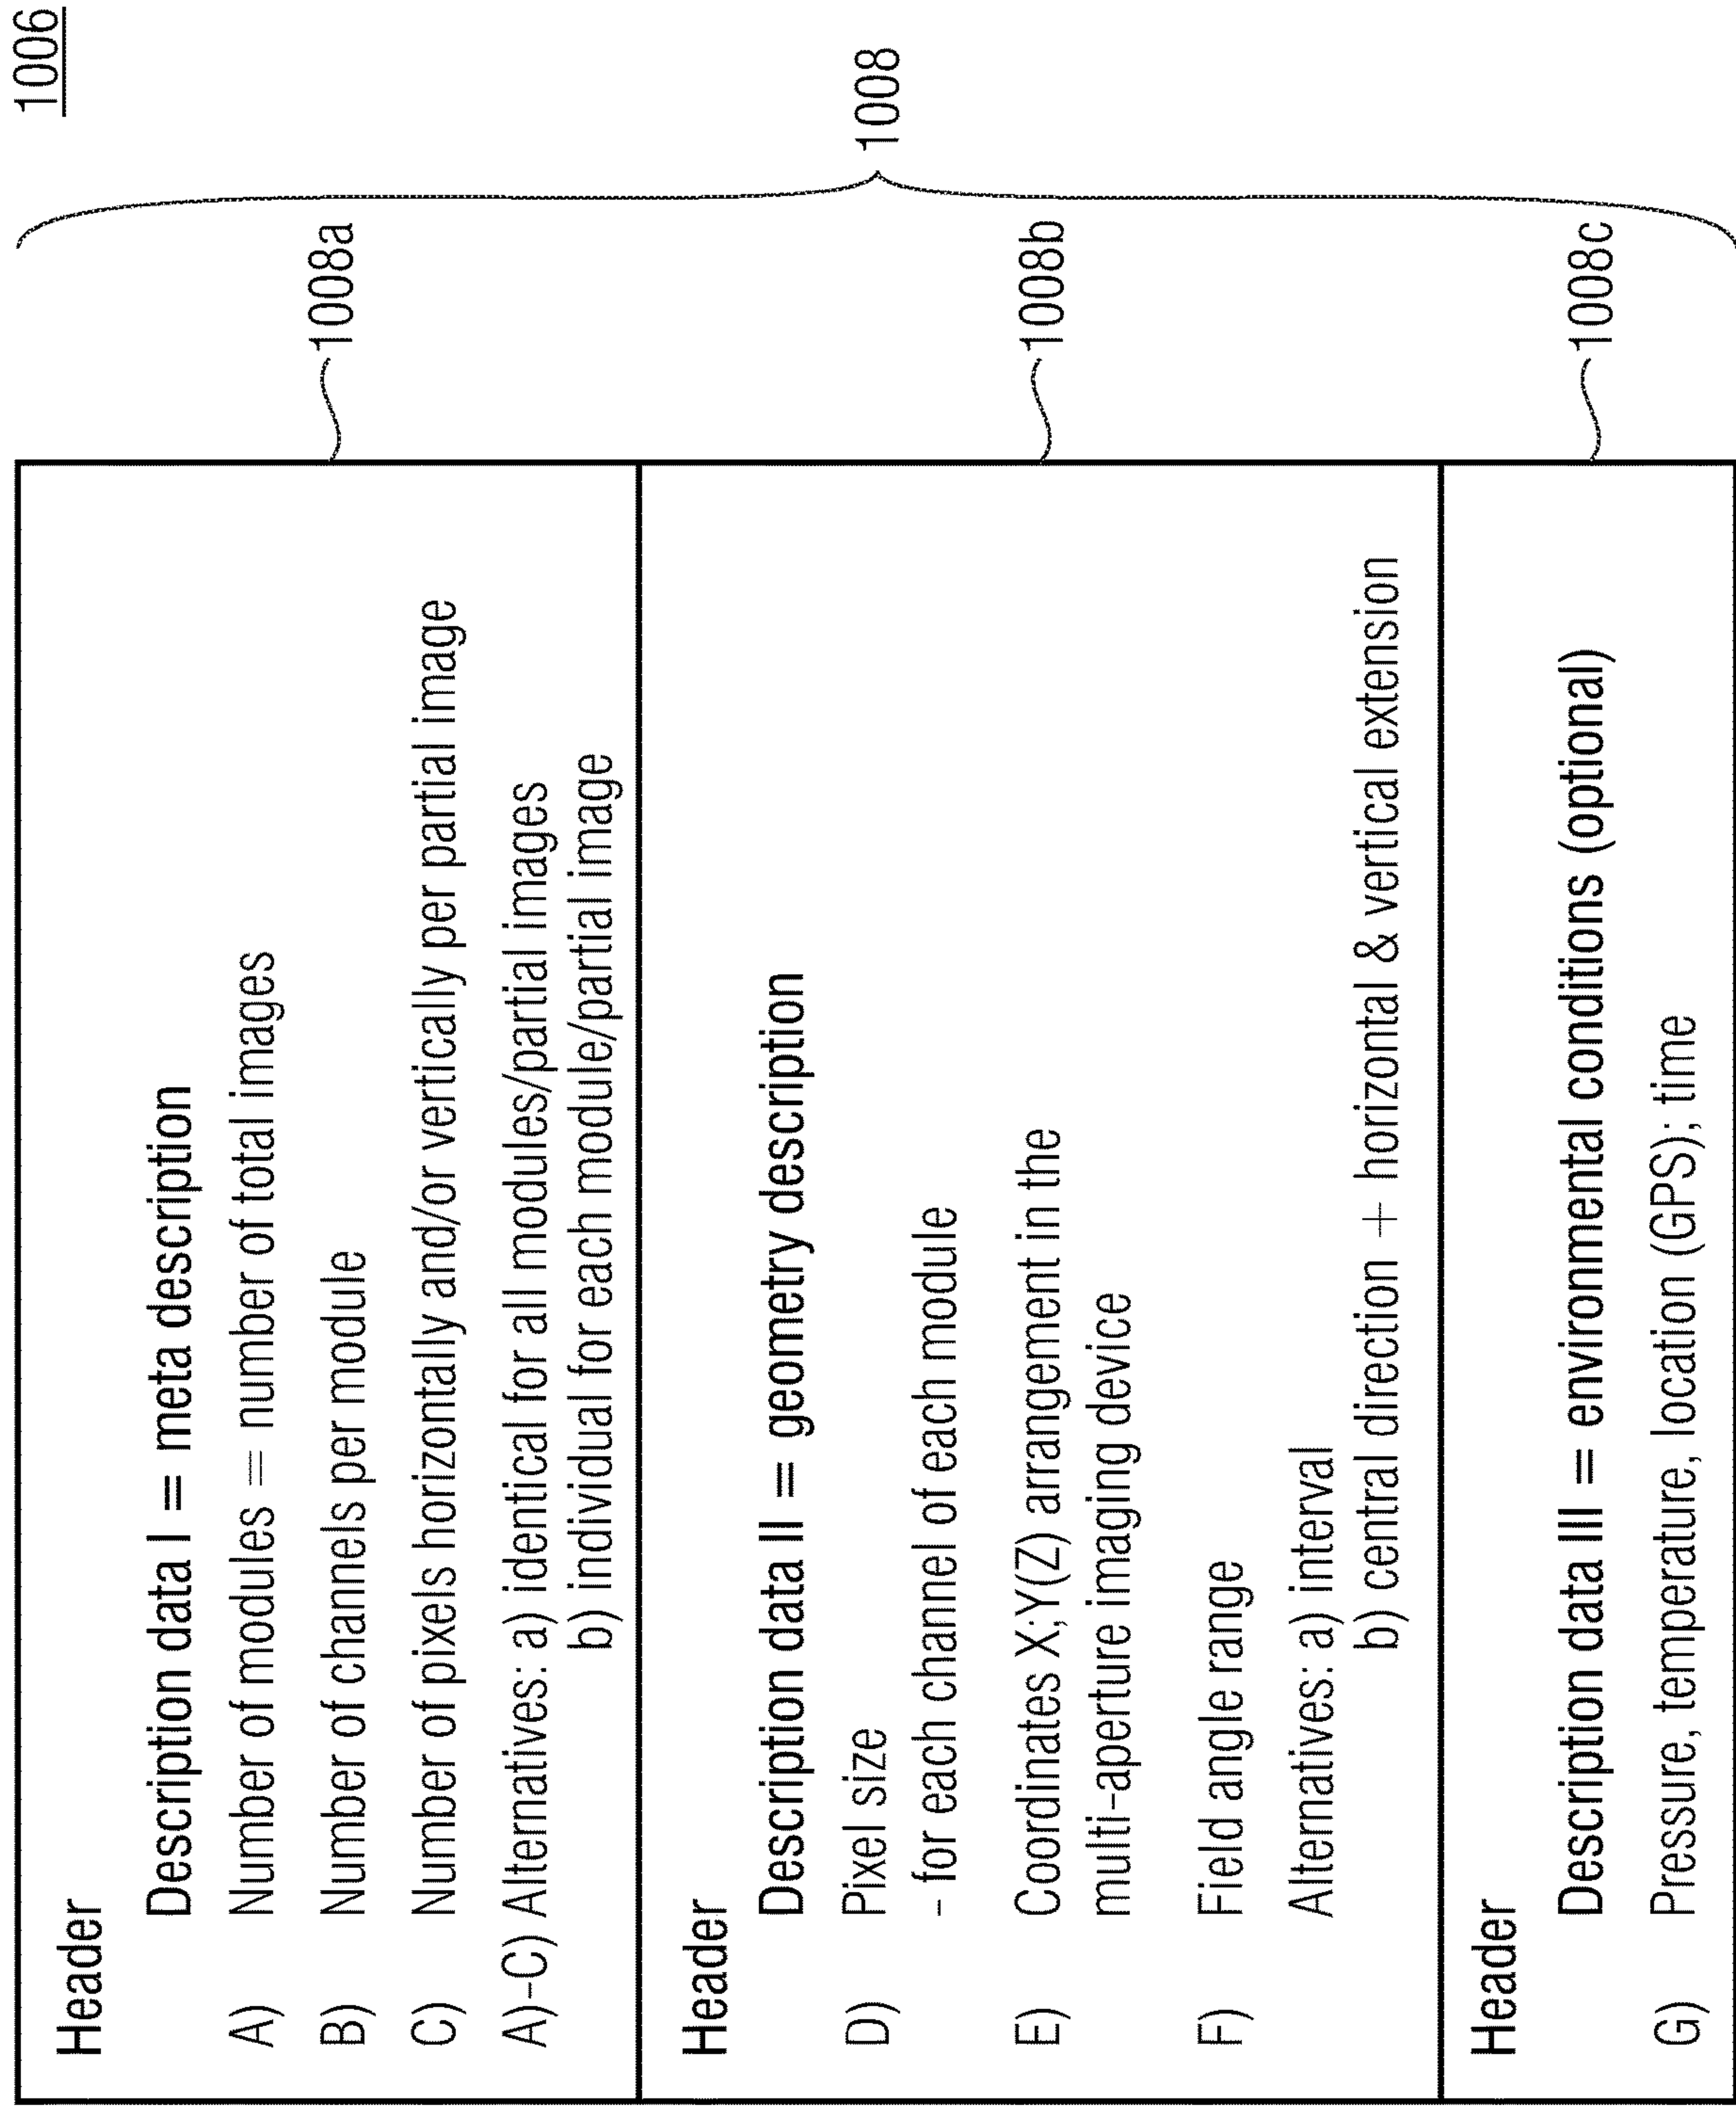 1006
Header
Description data I = meta description
A) Number of modules = number of total images
B) Number of channels per module
C) Number of pixels horizontally and/or vertically per partial image
A)-C) Alternatives: a) identical for all modules/partial images
b) individual for each module/partial image
1008a
Header
Description data II = geometry description
D) Pixel size
- for each channel of each module
E) Coordinates X;Y(Z) arrangement in the
multi-aperture imaging device
F) Field angle range
Alternatives: a) interval
b) central direction + horizontal & vertical extension
1008b
1008
Header
Description data III = environmental conditions (optional)
G) Pressure, temperature, location (GPS); time
1008c